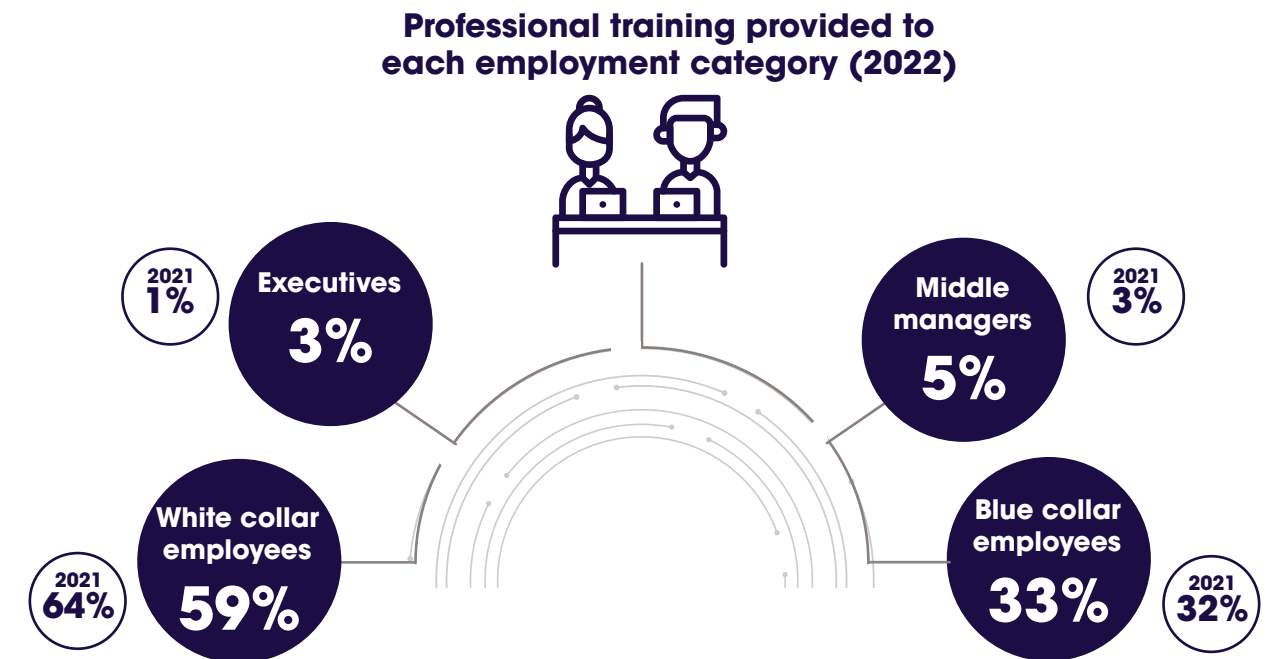 Professional training provided to
each employment category (2022)
2021
1%
Executives
3%
Middle
managers
5%
2021
3%
White collar
employees
59%
2021
64%
Blue collar
employees
33%
2021
32%